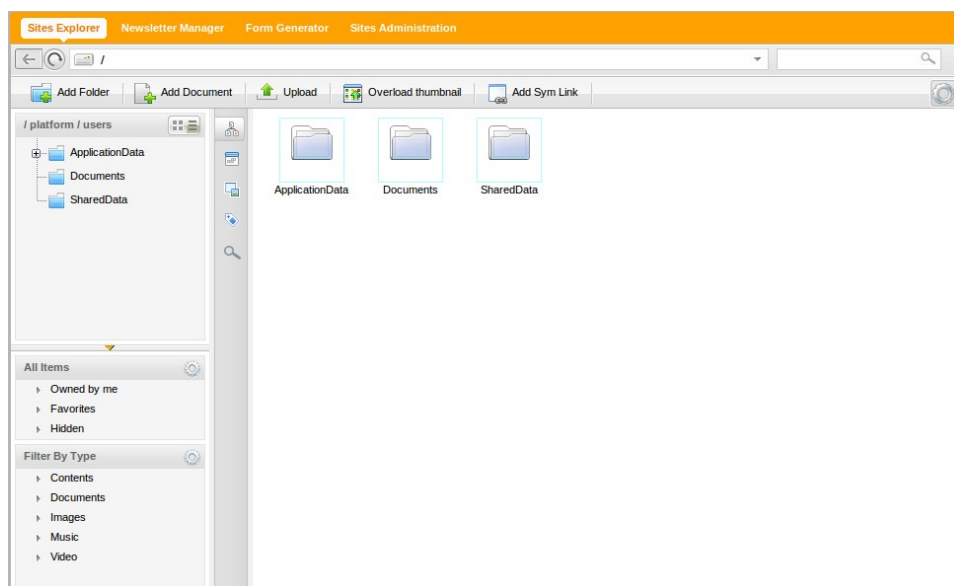 Sites Explorer Newsletter Manager Form Generator Sites Administration
/
Add Folder Add Document Upload Overload thumbnail Add Sym Link
/ platform / users
ApplicationData
Documents
SharedData
ApplicationData Documents SharedData
All Items
Owned by me
Favorites
Hidden
Filter By Type
Contents
Documents
Images
Music
Video